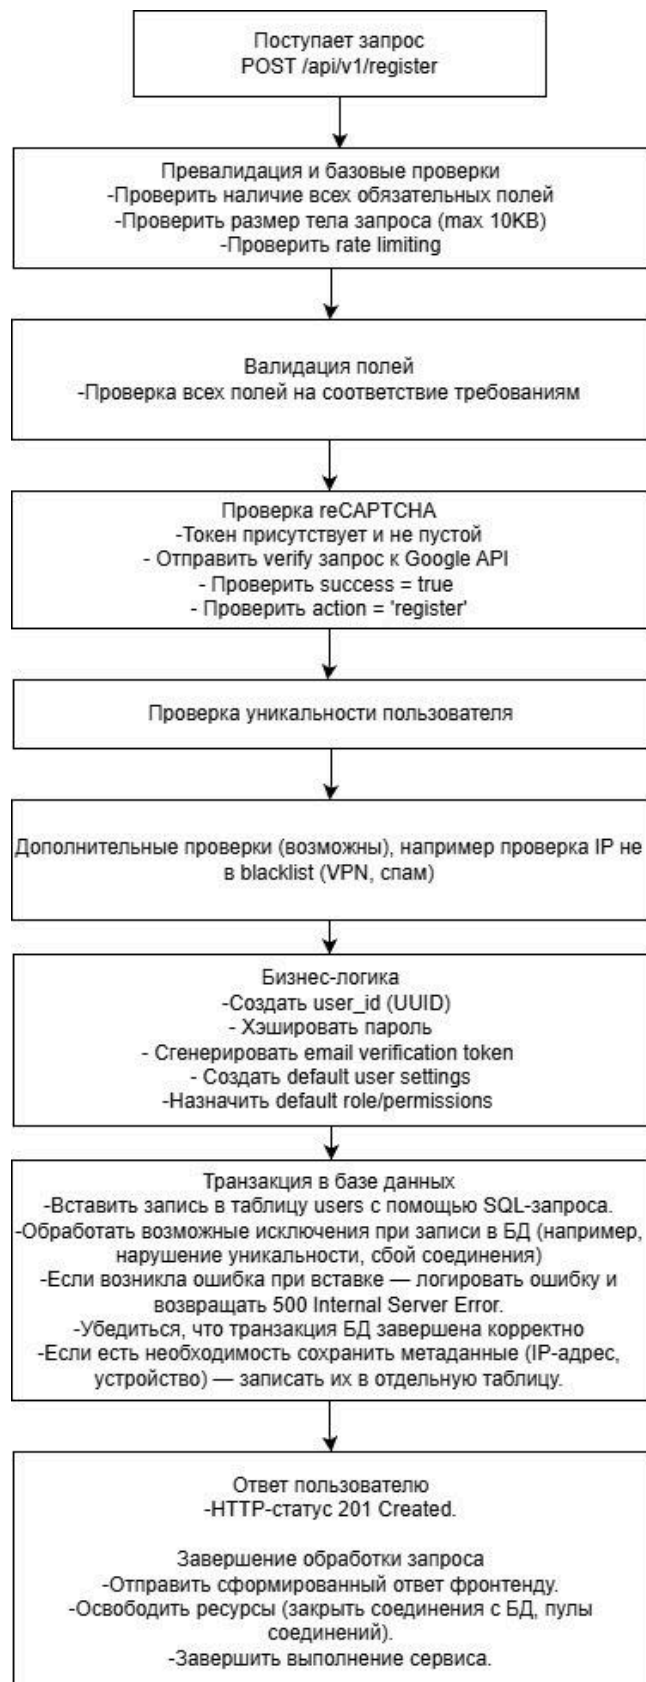 Поступает запрос
POST /api/v1/register
Превалидация и базовые проверки
-Проверить наличие всех обязательных полей
-Проверить размер тела запроса (max 10KB)
-Проверить rate limiting
Валидация полей
-Проверка всех полей на соответствие требованиям
Проверка reCAPTCHA
-Токен присутствует и не пустой
- Отправить verify запрос к Google API
- Проверить success = true
- Проверить action = 'register'
Проверка уникальности пользователя
Дополнительные проверки (возможны), например проверка IP не
в blacklist (VPN, спам)
Бизнес-логика
-Создать user_id (UUID)
- Хэшировать пароль
- Сгенерировать email verification token
- Создать default user settings
-Назначить default role/permissions
Транзакция в базе данных
-Вставить запись в таблицу users с помощью SQL-запроса.
-Обработать возможные исключения при записи в БД (например,
нарушение уникальности, сбой соединения)
-Если возникла ошибка при вставке — логировать ошибку и
возвращать 500 Internal Server Error.
-Убедиться, что транзакция БД завершена корректно
-Если есть необходимость сохранить метаданные (IP-адрес,
устройство) — записать их в отдельную таблицу.
Ответ пользователю
-HTTP-статус 201 Created.
Завершение обработки запроса
-Отправить сформированный ответ фронтенду.
-Освободить ресурсы (закрыть соединения с БД, пулы
соединений).
-Завершить выполнение сервиса.